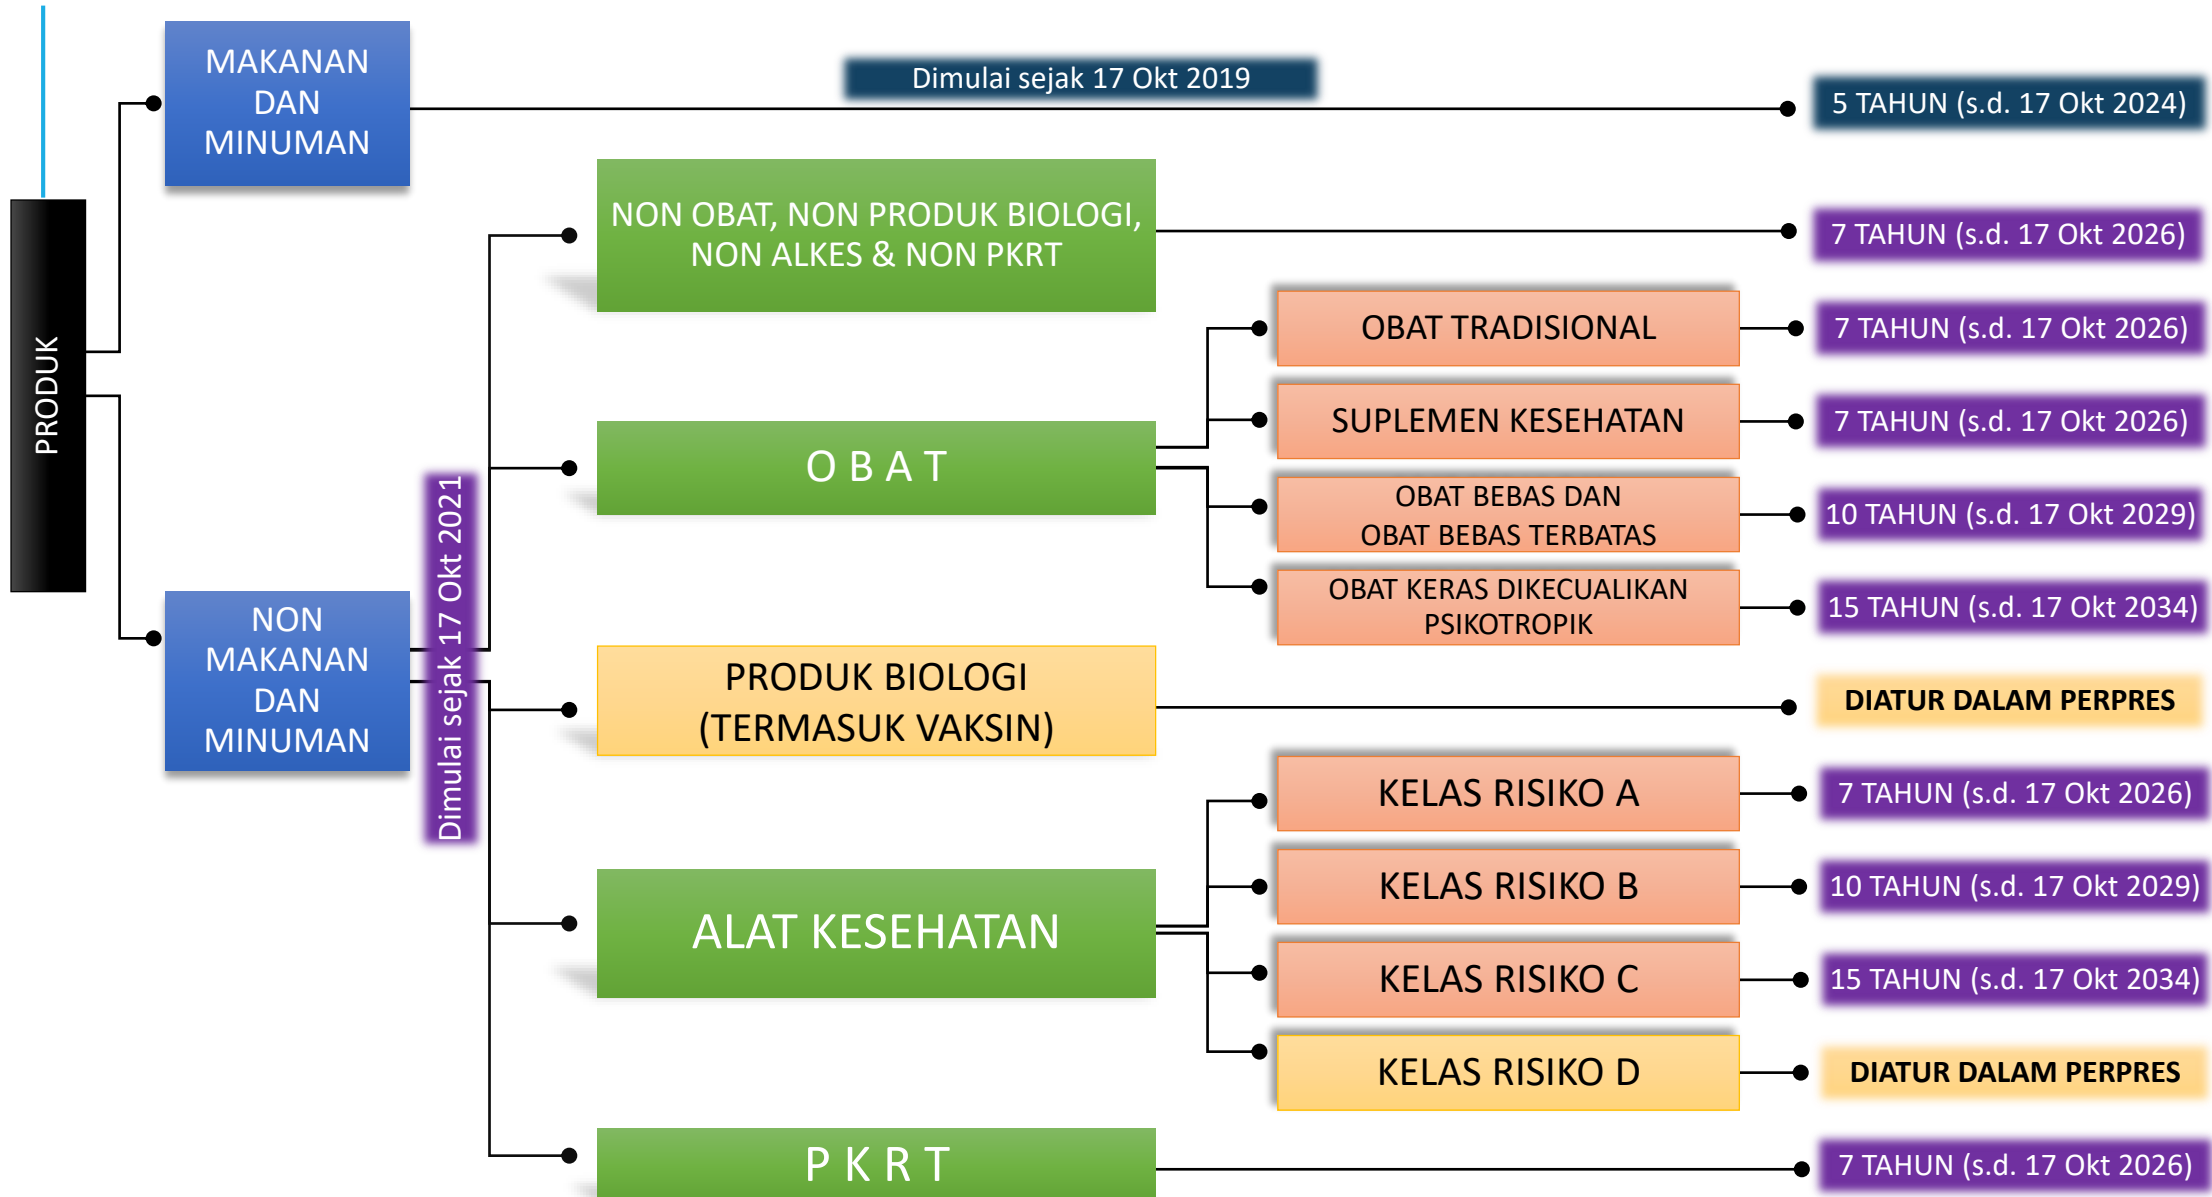 PRODUK
MAKANAN
DAN
MINUMAN
Dimulai sejak 17 Okt 2019
5 TAHUN (s.d. 17 Okt 2024)
NON
MAKANAN
DAN
MINUMAN
Dimulai sejak 17 Okt 2021
NON OBAT, NON PRODUK BIOLOGI,
NON ALKES & NON PKRT
7 TAHUN (s.d. 17 Okt 2026)
O B A T
OBAT TRADISIONAL
7 TAHUN (s.d. 17 Okt 2026)
SUPLEMEN KESEHATAN
7 TAHUN (s.d. 17 Okt 2026)
OBAT BEBAS DAN
OBAT BEBAS TERBATAS
10 TAHUN (s.d. 17 Okt 2029)
OBAT KERAS DIKECUALIKAN
PSIKOTROPIK
15 TAHUN (s.d. 17 Okt 2034)
PRODUK BIOLOGI
(TERMASUK VAKSIN)
DIATUR DALAM PERPRES
ALAT KESEHATAN
KELAS RISIKO A
7 TAHUN (s.d. 17 Okt 2026)
KELAS RISIKO B
10 TAHUN (s.d. 17 Okt 2029)
KELAS RISIKO C
15 TAHUN (s.d. 17 Okt 2034)
KELAS RISIKO D
DIATUR DALAM PERPRES
P K R T
7 TAHUN (s.d. 17 Okt 2026)